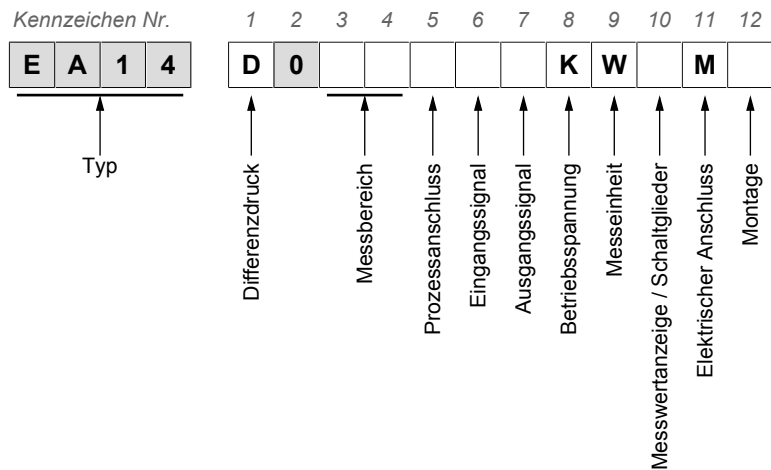 Kennzeichen Nr. 1 2 3 4 5 6 7 8 9 10 11 12
E A 1 4 D 0 K W M
Typ
Differenzdruck
Messbereich
Prozessanschluss
Eingangssignal
Ausgangssignal
Betriebsspannung
Messeinheit
Messwertanzeige / Schaltglieder
Elektrischer Anschluss
Montage